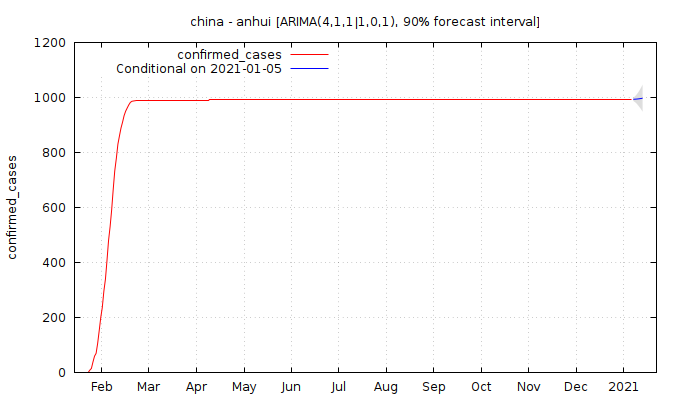 china - anhui [ARIMA(4,1,1|1,0,1), 90% forecast interval]
1200
1000
800
600
400
200
0
confirmed_cases
confirmed_cases
Conditional on 2021-01-05
Feb Mar Apr May Jun Jul Aug Sep Oct Nov Dec 2021